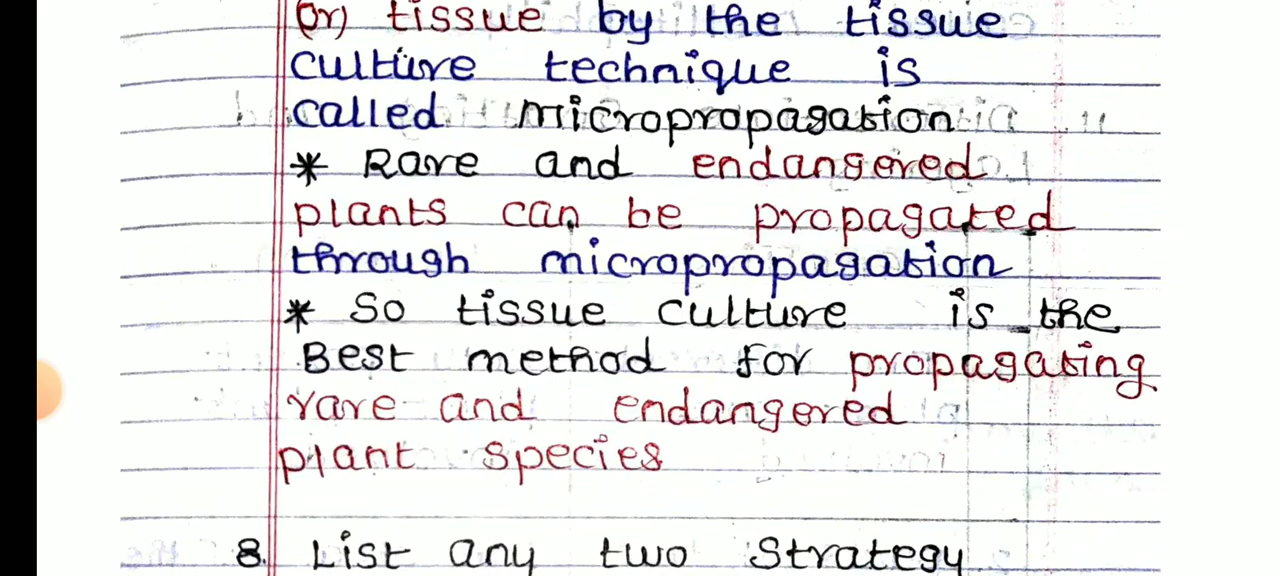 (or) tissue by the tissue
culture technique is
called micropropagation
* Rare and endangered
plants can be propagated
through micropropagation
* So tissue culture is the
Best method for propagating
rare and endangered
plant species
8. List any two Strategy